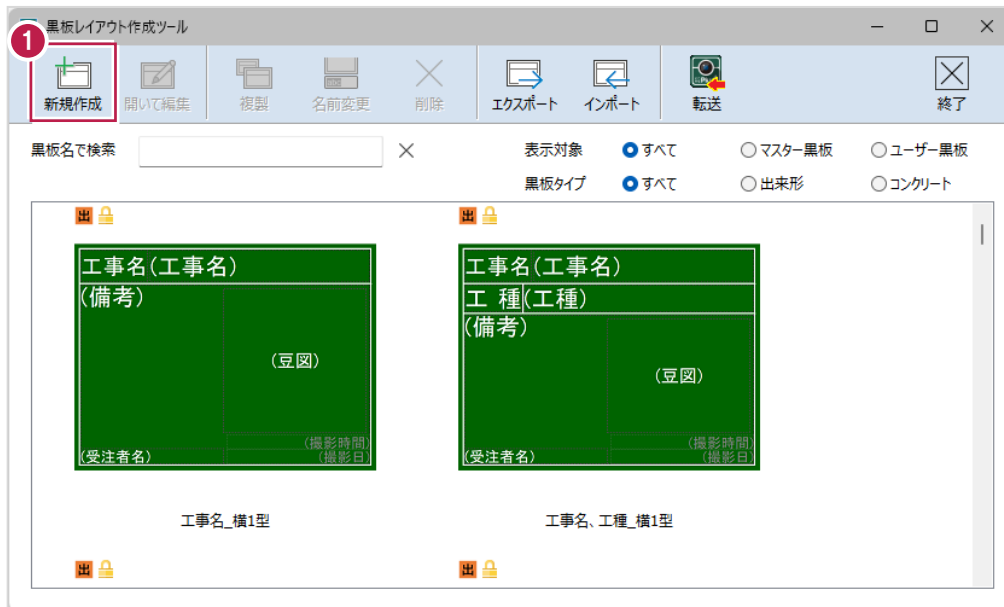 黒板レイアウト作成ツール
1
新規作成 開いて編集 複製 名前変更 削除 エクスポート インポート 転送 終了
黒板名で検索
表示対象 すべて マスター黒板 ユーザー黒板
黒板タイプ すべて 出来形 コンクリート
出
工事名(工事名)
(備考)
(豆図)
(撮影時間)
(受注者名) (撮影日)
工事名_横1型
出
工事名(工事名)
工 種(工種)
(備考)
(豆図)
(撮影時間)
(受注者名) (撮影日)
工事名、工種_横1型
出
出